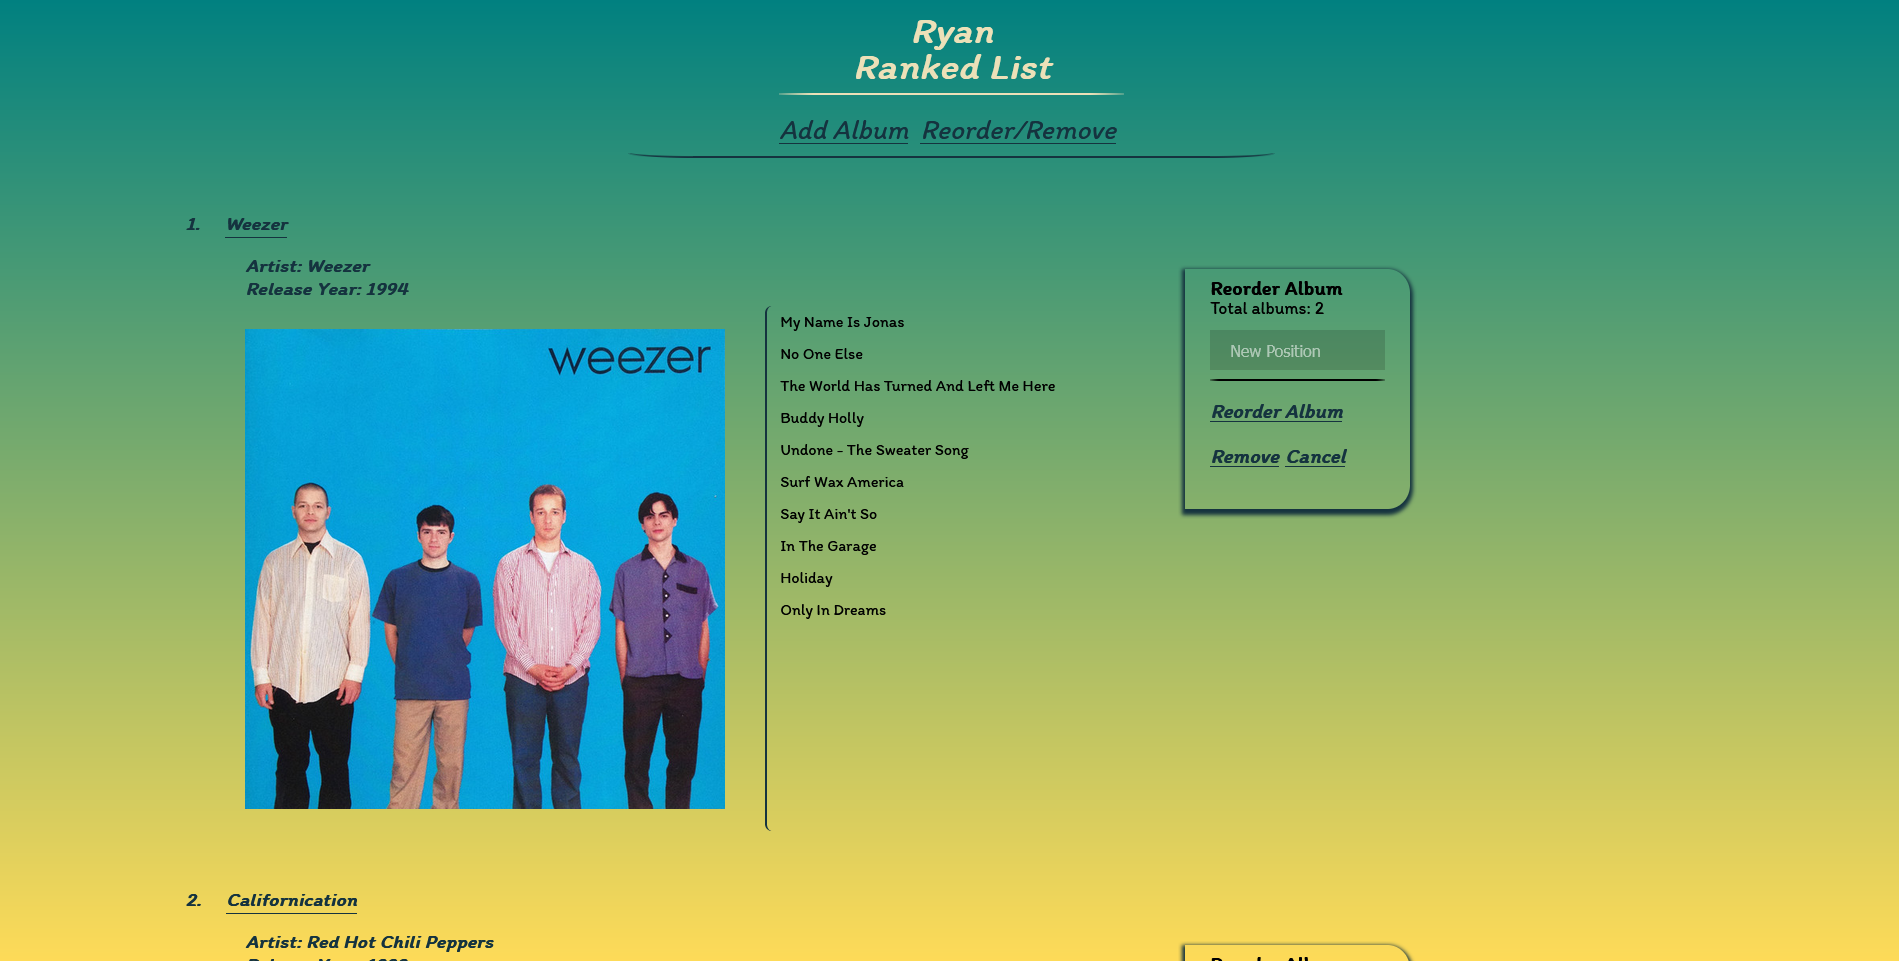 Ryan
Ranked List
Add Album Reorder/Remove
1. Weezer
Artist: Weezer
Release Year: 1994
weezer
My Name Is Jonas
No One Else
The World Has Turned And Left Me Here
Buddy Holly
Undone - The Sweater Song
Surf Wax America
Say It Ain't So
In The Garage
Holiday
Only In Dreams
Reorder Album
Total albums: 2
New Position
Reorder Album
Remove Cancel
2. Californication
Artist: Red Hot Chili Peppers